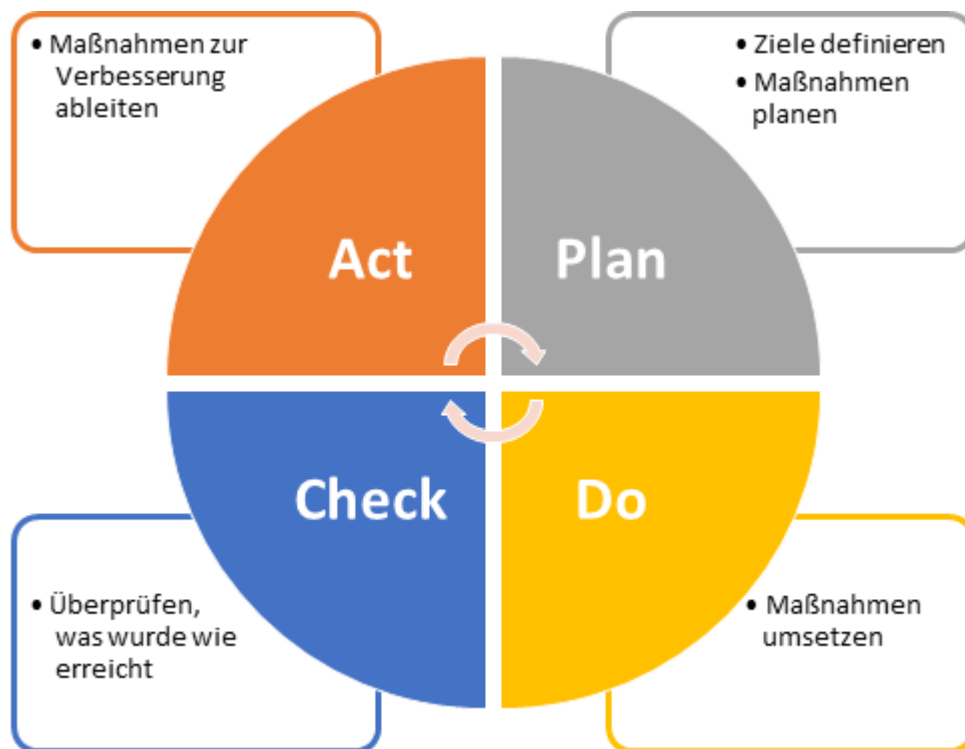 • Maßnahmen zur
Verbesserung
ableiten
• Ziele definieren
• Maßnahmen
planen
Act
Plan
Check
Do
• Überprüfen,
was wurde wie
erreicht
• Maßnahmen
umsetzen